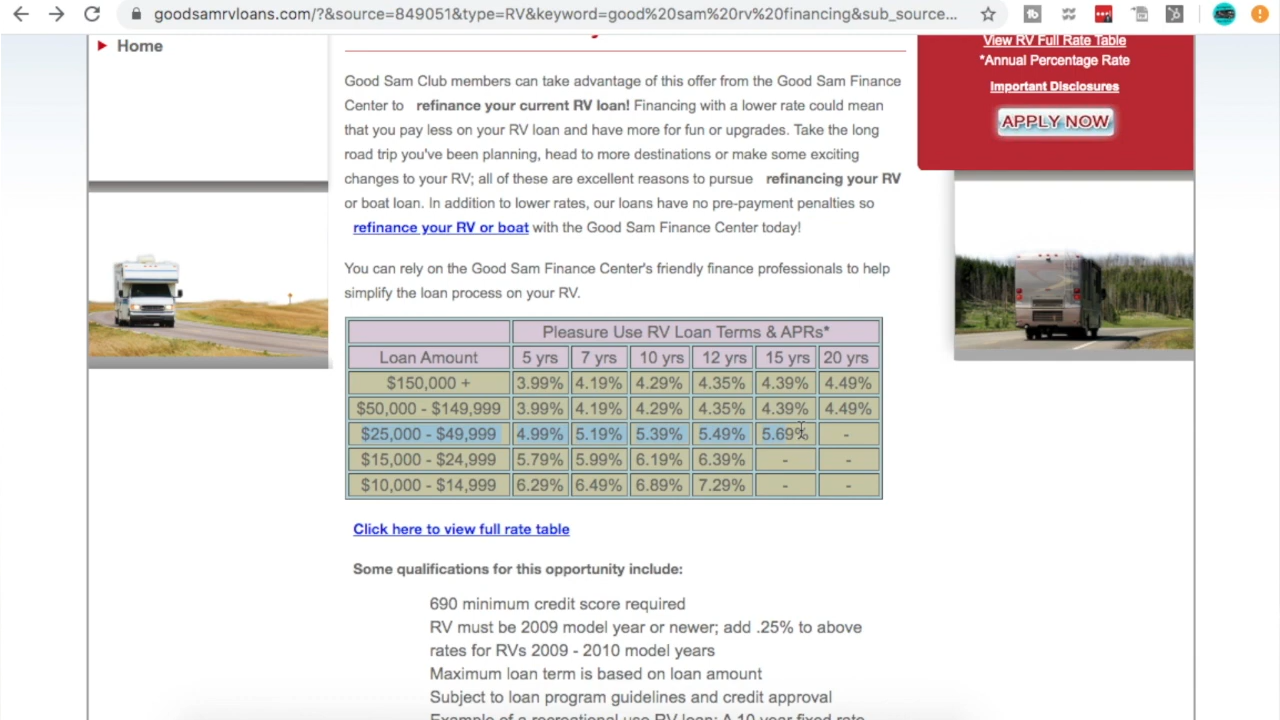 goodsamrvloans.com/?&source=849051&type=RV&keyword=good%20sam%20rv%20financing&sub_source...
Home
View RV Full Rate Table
*Annual Percentage Rate
Important Disclosures
APPLY NOW
Good Sam Club members can take advantage of this offer from the Good Sam Finance
Center to refinance your current RV loan! Financing with a lower rate could mean
that you pay less on your RV loan and have more for fun or upgrades. Take the long
road trip you've been planning, head to more destinations or make some exciting
changes to your RV; all of these are excellent reasons to pursue refinancing your RV
or boat loan. In addition to lower rates, our loans have no pre-payment penalties so
refinance your RV or boat with the Good Sam Finance Center today!
You can rely on the Good Sam Finance Center's friendly finance professionals to help
simplify the loan process on your RV.
Pleasure Use RV Loan Terms & APRs*
Loan Amount 5 yrs 7 yrs 10 yrs 12 yrs 15 yrs 20 yrs
$150,000 + 3.99% 4.19% 4.29% 4.35% 4.39% 4.49%
$50,000 - $149,999 3.99% 4.19% 4.29% 4.35% 4.39% 4.49%
$25,000 - $49,999 4.99% 5.19% 5.39% 5.49% 5.69% -
$15,000 - $24,999 5.79% 5.99% 6.19% 6.39% - -
$10,000 - $14,999 6.29% 6.49% 6.89% 7.29% - -
Click here to view full rate table
Some qualifications for this opportunity include:
690 minimum credit score required
RV must be 2009 model year or newer; add .25% to above
rates for RVs 2009 - 2010 model years
Maximum loan term is based on loan amount
Subject to loan program guidelines and credit approval
Example of a recreational use RV loan: A 10 year fixed rate